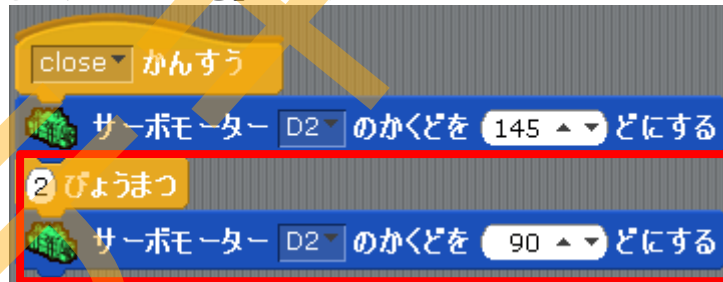 close かんすう
サーボモーター D2 のかくどを 145 どにする
2 びょうまつ
サーボモーター D2 のかくどを 90 どにする